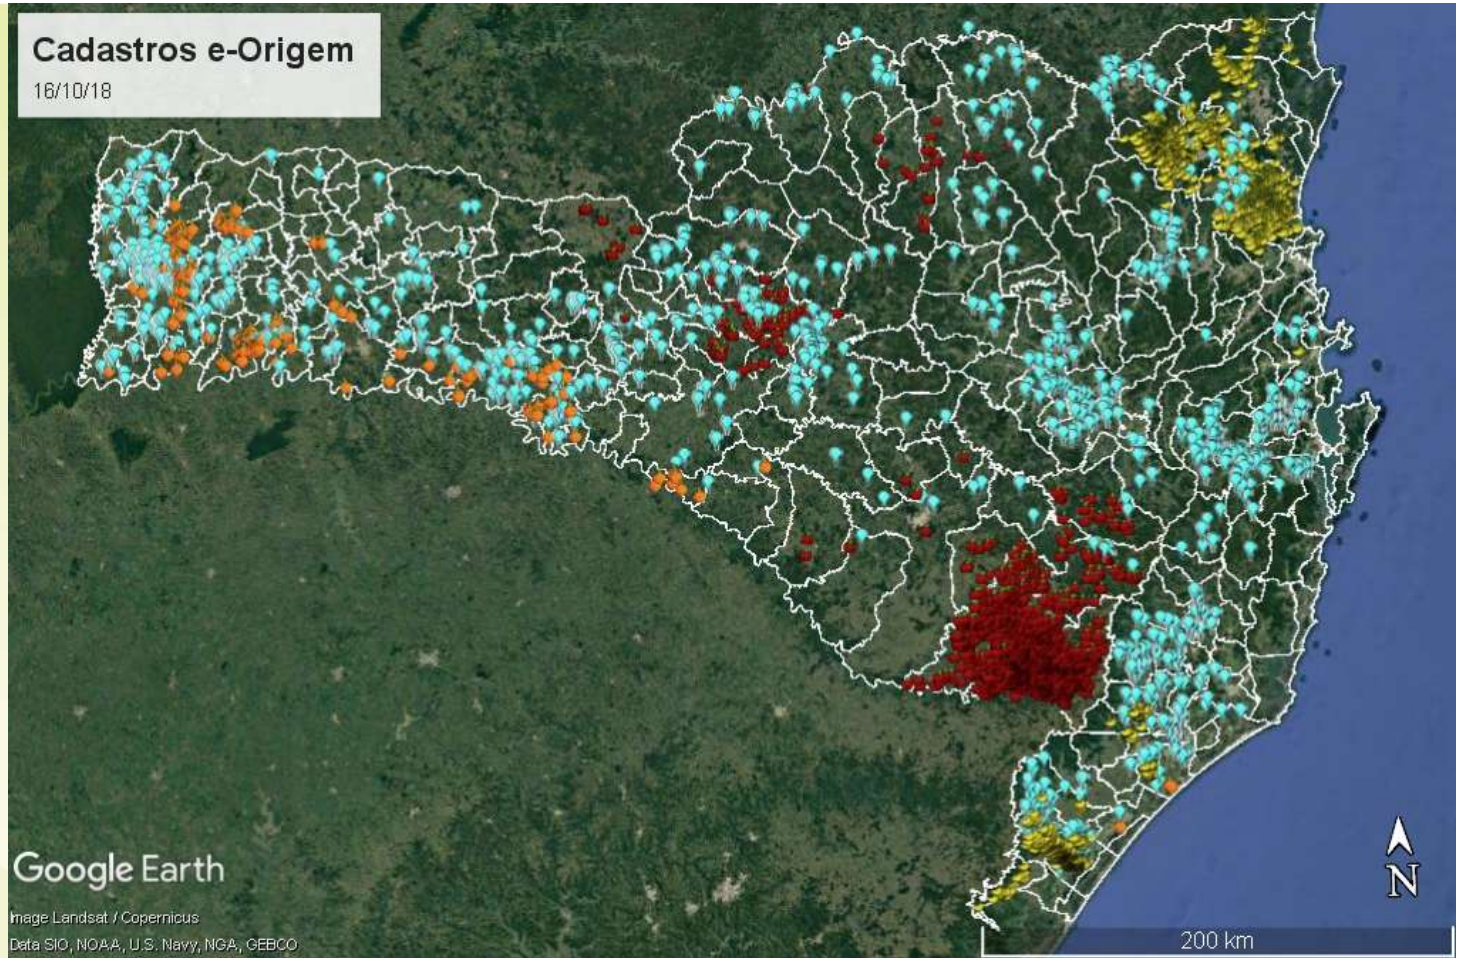 Cadastros e-Origem
16/10/18
Google Earth
Image Landsat / Copernicus
Data SIO, NOAA, U.S. Navy, NGA, GEBCO
N
200 km